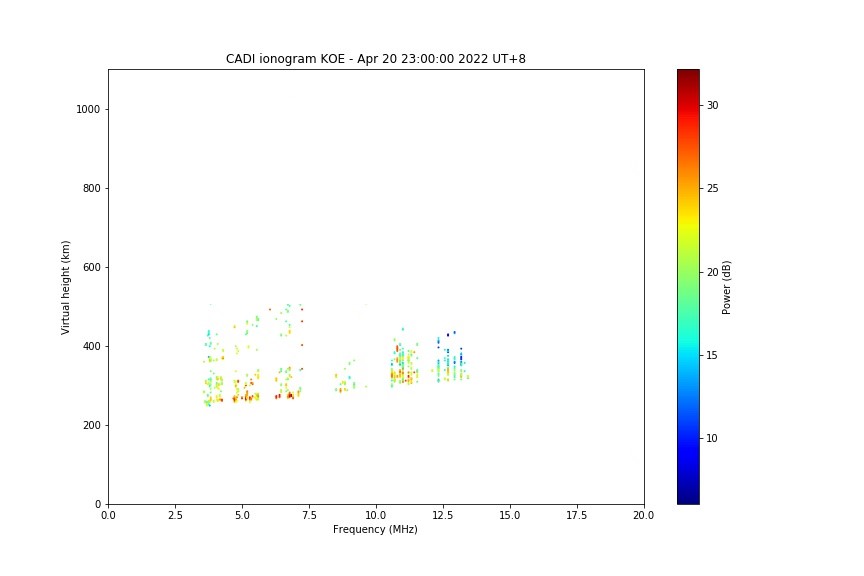 CADI ionogram KOE - Apr 20 23:00:00 2022 UT+8
1000
800
600
400
200
0
Virtual height (km)
0.0 2.5 5.0 7.5 10.0 12.5 15.0 17.5 20.0
Frequency (MHz)
30
25
20
15
10
Power (dB)